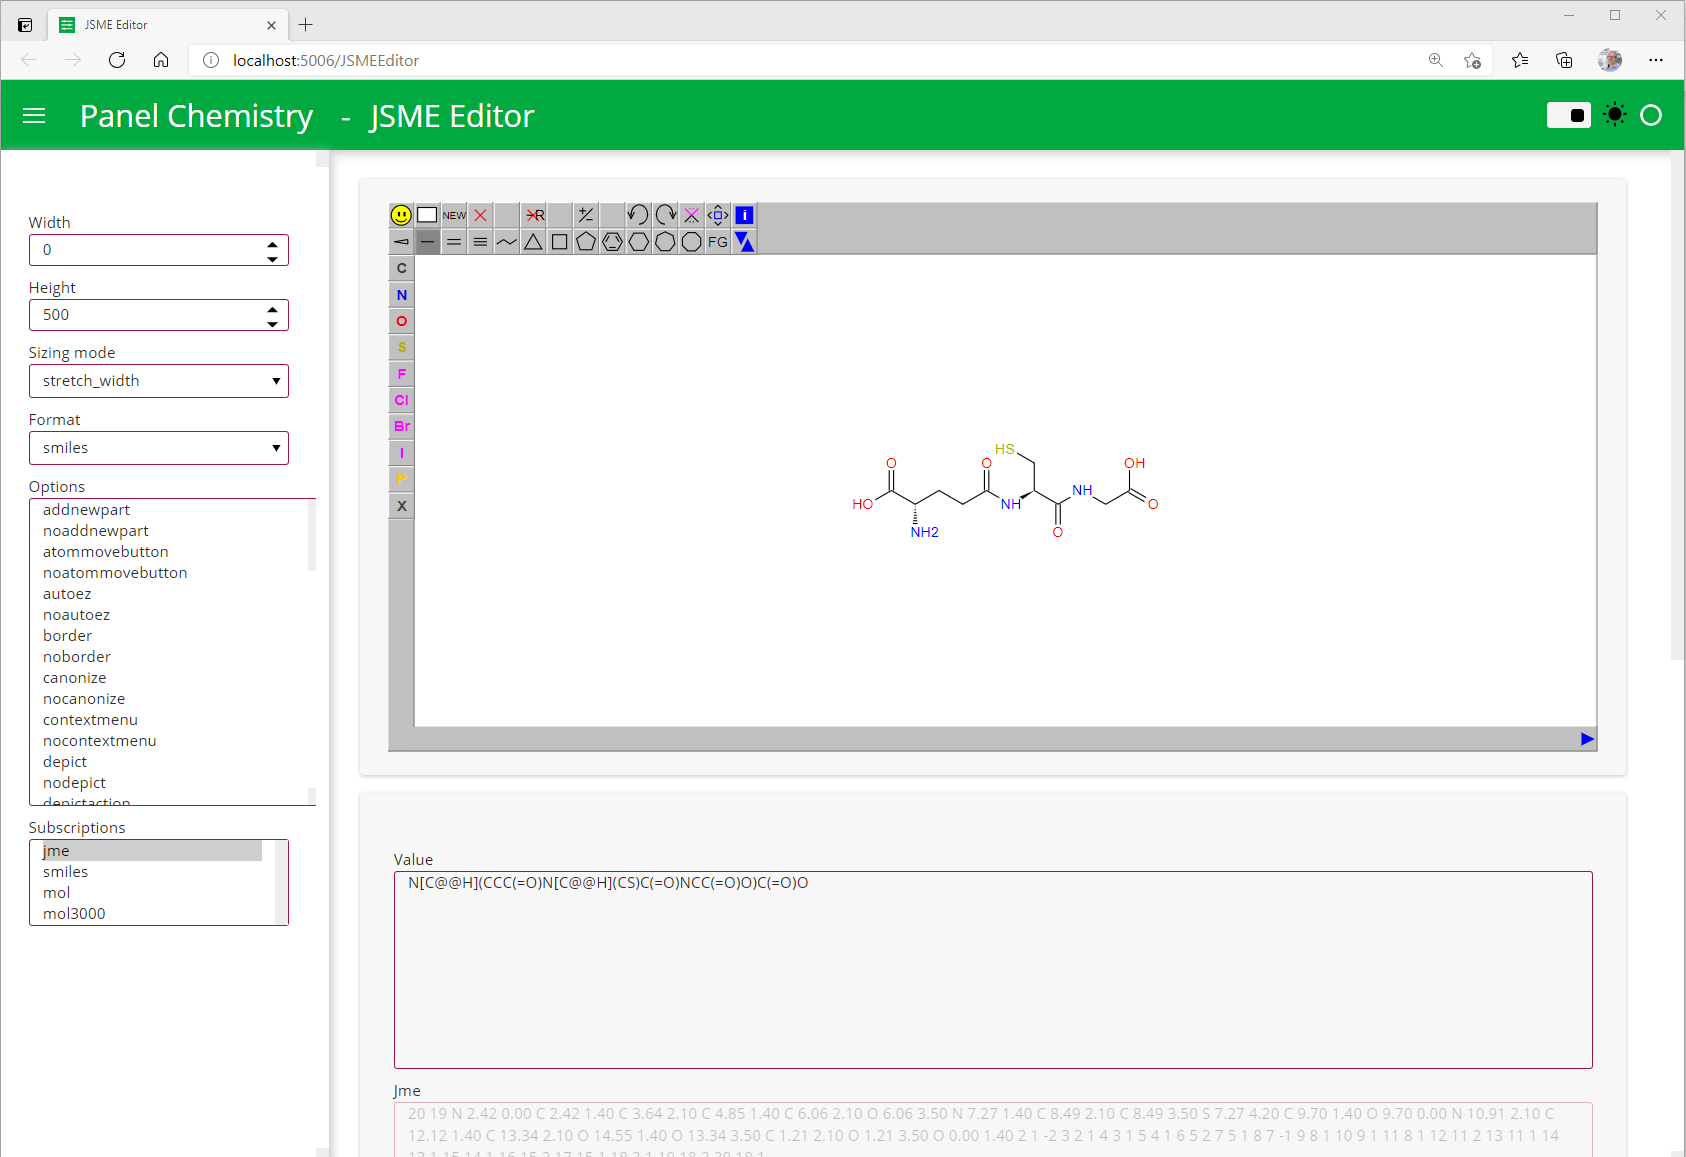 JSME Editor
localhost:5006/JSMEEditor
Panel Chemistry - JSME Editor
Width
0
Height
500
Sizing mode
stretch_width
Format
smiles
Options
addnewpart
noaddnewpart
atommovebutton
noatommovebutton
autoez
noautoez
border
noborder
canonize
nocanonize
contextmenu
nocontextmenu
depict
nodepict
depictaction
Subscriptions
jme
smiles
mol
mol3000
NEW
R
i
FG
C
N
O
S
F
Cl
Br
I
P
X
HS
O O OH
HO NH NH O
NH2 O
Value
N[C@@H](CCC(=O)N[C@@H](CS)C(=O)NCC(=O)O)C(=O)O
Jme
20 19 N 2.42 0.00 C 2.42 1.40 C 3.64 2.10 C 4.85 1.40 C 6.06 2.10 O 6.06 3.50 N 7.27 1.40 C 8.49 2.10 C 8.49 3.50 S 7.27 4.20 C 9.70 1.40 O 9.70 0.00 N 10.91 2.10 C
12.12 1.40 C 13.34 2.10 O 14.55 1.40 O 13.34 3.50 C 1.21 2.10 O 1.21 3.50 O 0.00 1.40 2 1 -2 3 2 1 4 3 1 5 4 1 6 5 2 7 5 1 8 7 -1 9 8 1 10 9 1 11 8 1 12 11 2 13 11 1 14